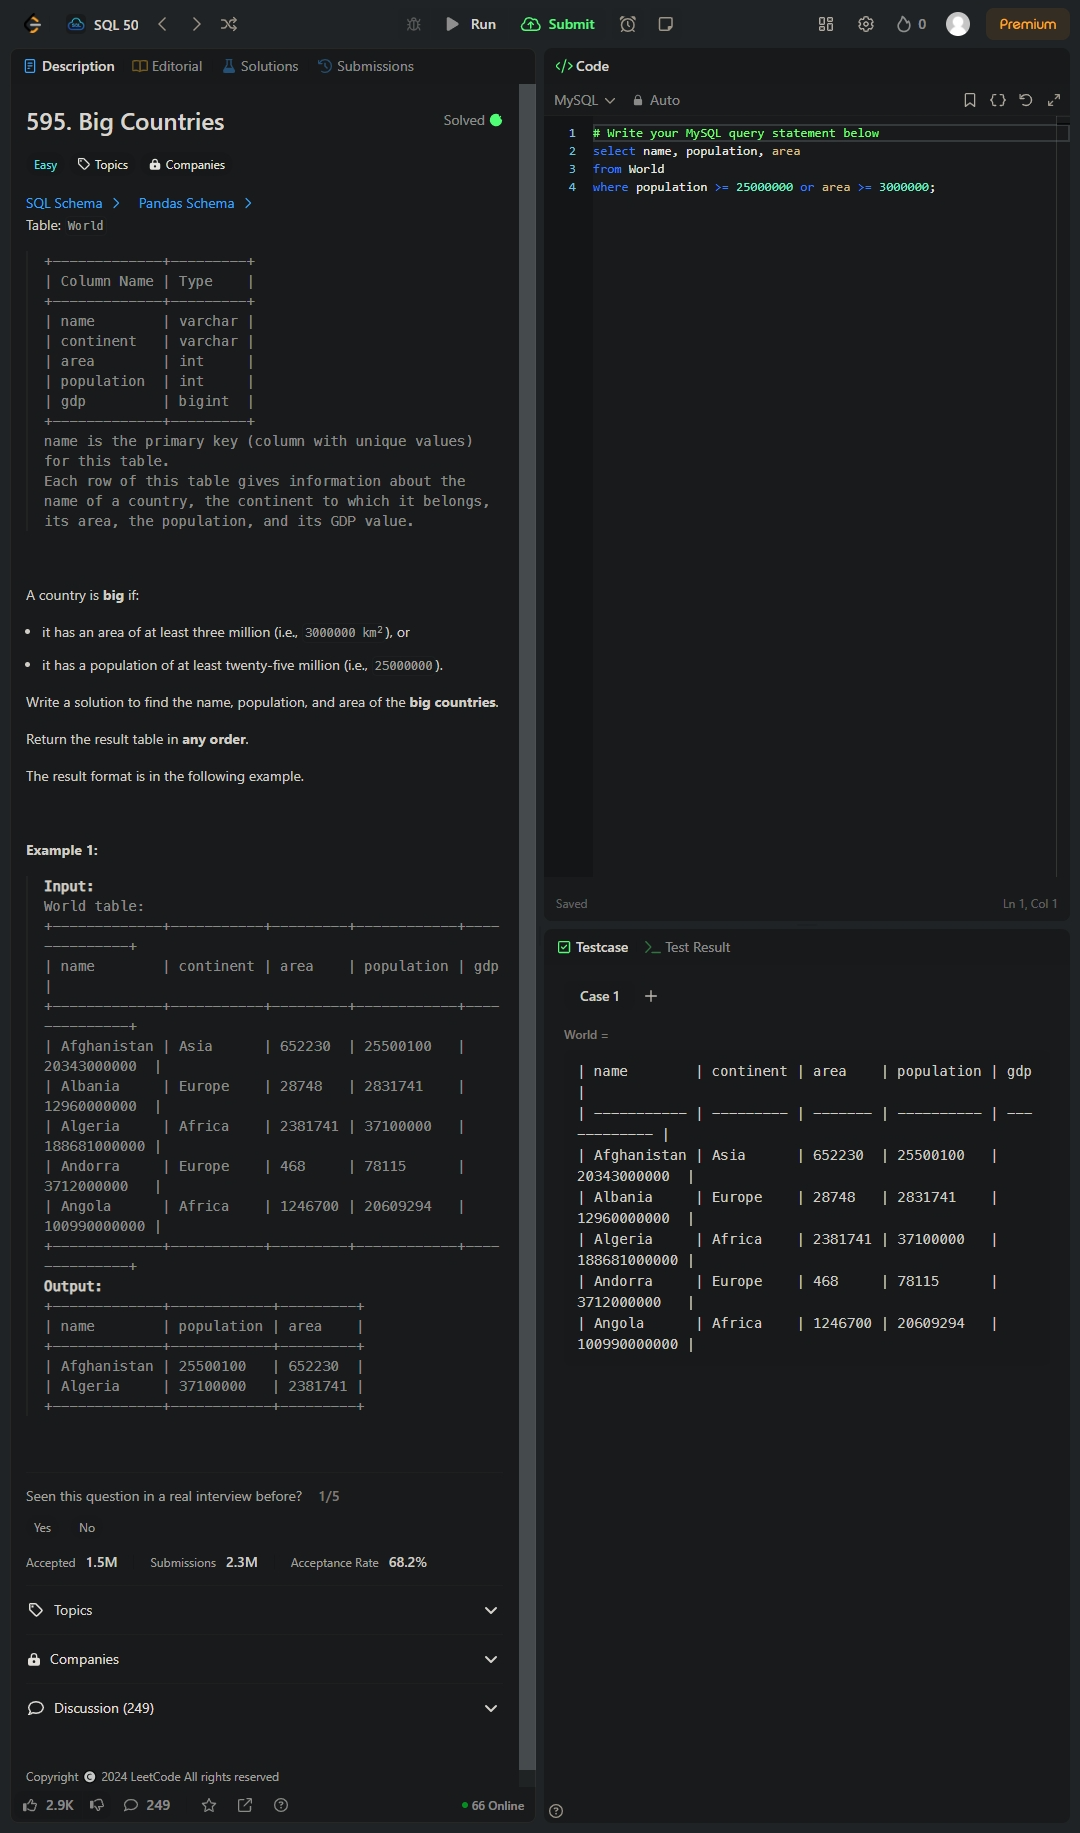 SQL 50
Run
Submit
0
Premium
Description Editorial Solutions Submissions
595. Big Countries
Solved
Easy Topics Companies
SQL Schema > Pandas Schema >
Table: World
+-------------+---------+
| Column Name | Type    |
+-------------+---------+
| name        | varchar |
| continent   | varchar |
| area        | int     |
| population  | int     |
| gdp         | bigint  |
+-------------+---------+
name is the primary key (column with unique values)
for this table.
Each row of this table gives information about the
name of a country, the continent to which it belongs,
its area, the population, and its GDP value.
A country is big if:
• it has an area of at least three million (i.e., 3000000 km²), or
• it has a population of at least twenty-five million (i.e., 25000000).
Write a solution to find the name, population, and area of the big countries.
Return the result table in any order.
The result format is in the following example.
Example 1:
Input:
World table:
+-------------+-----------+---------+------------+----
----------+
| name        | continent | area    | population | gdp
|
+-------------+-----------+---------+------------+----
----------+
| Afghanistan | Asia      | 652230  | 25500100   |
20343000000  |
| Albania     | Europe    | 28748   | 2831741    |
12960000000  |
| Algeria     | Africa    | 2381741 | 37100000   |
188681000000 |
| Andorra     | Europe    | 468     | 78115      |
3712000000   |
| Angola      | Africa    | 1246700 | 20609294   |
100990000000 |
+-------------+-----------+---------+------------+----
----------+
Output:
+-------------+------------+---------+
| name        | population | area    |
+-------------+------------+---------+
| Afghanistan | 25500100   | 652230  |
| Algeria     | 37100000   | 2381741 |
+-------------+------------+---------+
Seen this question in a real interview before? 1/5
Yes No
Accepted 1.5M Submissions 2.3M Acceptance Rate 68.2%
Topics
Companies
Discussion (249)
Copyright © 2024 LeetCode All rights reserved
2.9K 249 66 Online
</> Code
MySQL Auto
1 # Write your MySQL query statement below
2 select name, population, area
3 from World
4 where population >= 25000000 or area >= 3000000;
Saved Ln 1, Col 1
Testcase >_ Test Result
Case 1 +
World =
| name        | continent | area    | population | gdp
|
| ----------- | --------- | ------- | ---------- | ---
--------- |
| Afghanistan | Asia      | 652230  | 25500100   |
20343000000  |
| Albania     | Europe    | 28748   | 2831741    |
12960000000  |
| Algeria     | Africa    | 2381741 | 37100000   |
188681000000 |
| Andorra     | Europe    | 468     | 78115      |
3712000000   |
| Angola      | Africa    | 1246700 | 20609294   |
100990000000 |